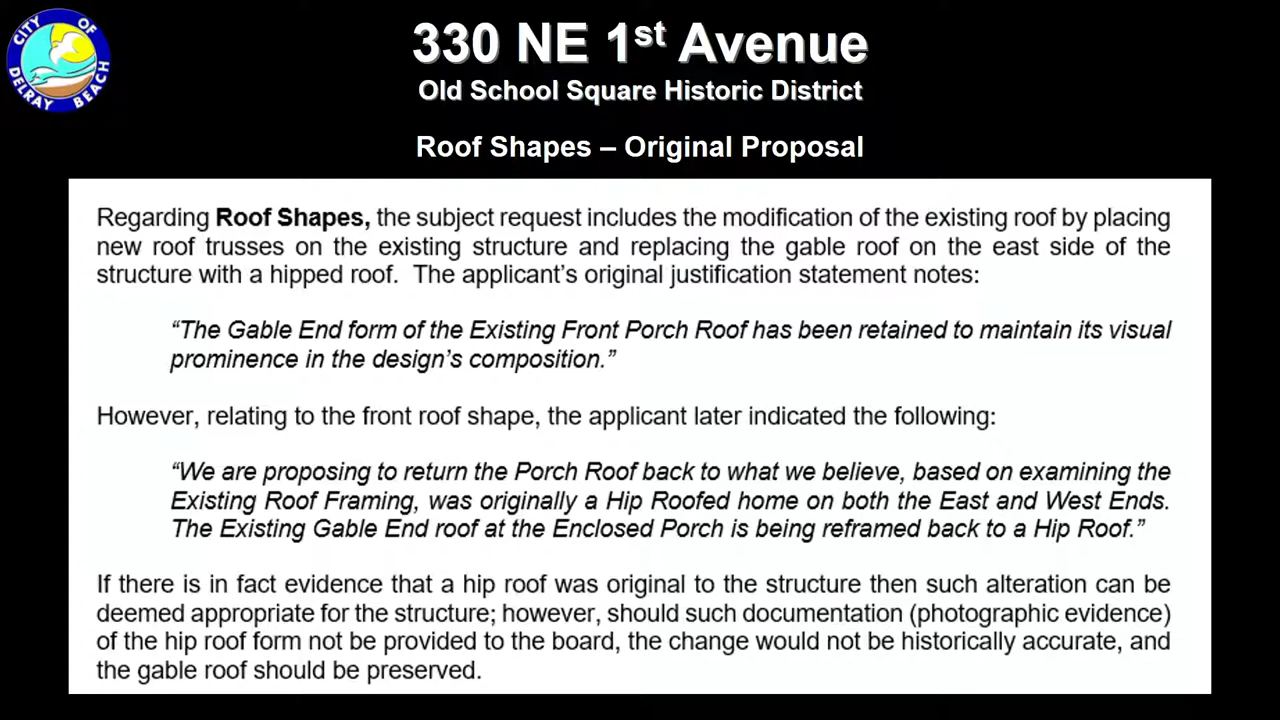 CITY OF
DELRAY BEACH
330 NE 1st Avenue
Old School Square Historic District
Roof Shapes – Original Proposal
Regarding Roof Shapes, the subject request includes the modification of the existing roof by placing
new roof trusses on the existing structure and replacing the gable roof on the east side of the
structure with a hipped roof. The applicant's original justification statement notes:
“The Gable End form of the Existing Front Porch Roof has been retained to maintain its visual
prominence in the design's composition.”
However, relating to the front roof shape, the applicant later indicated the following:
“We are proposing to return the Porch Roof back to what we believe, based on examining the
Existing Roof Framing, was originally a Hip Roofed home on both the East and West Ends.
The Existing Gable End roof at the Enclosed Porch is being reframed back to a Hip Roof.”
If there is in fact evidence that a hip roof was original to the structure then such alteration can be
deemed appropriate for the structure; however, should such documentation (photographic evidence)
of the hip roof form not be provided to the board, the change would not be historically accurate, and
the gable roof should be preserved.